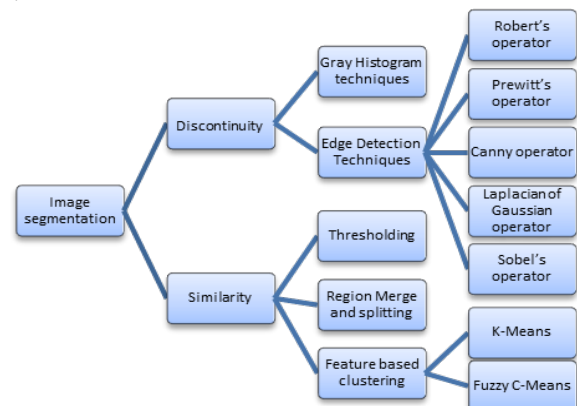 Image
segmentation
Discontinuity
Gray Histogram
techniques
Edge Detection
Techniques
Robert's
operator
Prewitt's
operator
Canny operator
Laplacian of
Gaussian
operator
Sobel's
operator
Similarity
Thresholding
Region Merge
and splitting
Feature based
clustering
K-Means
Fuzzy C-Means